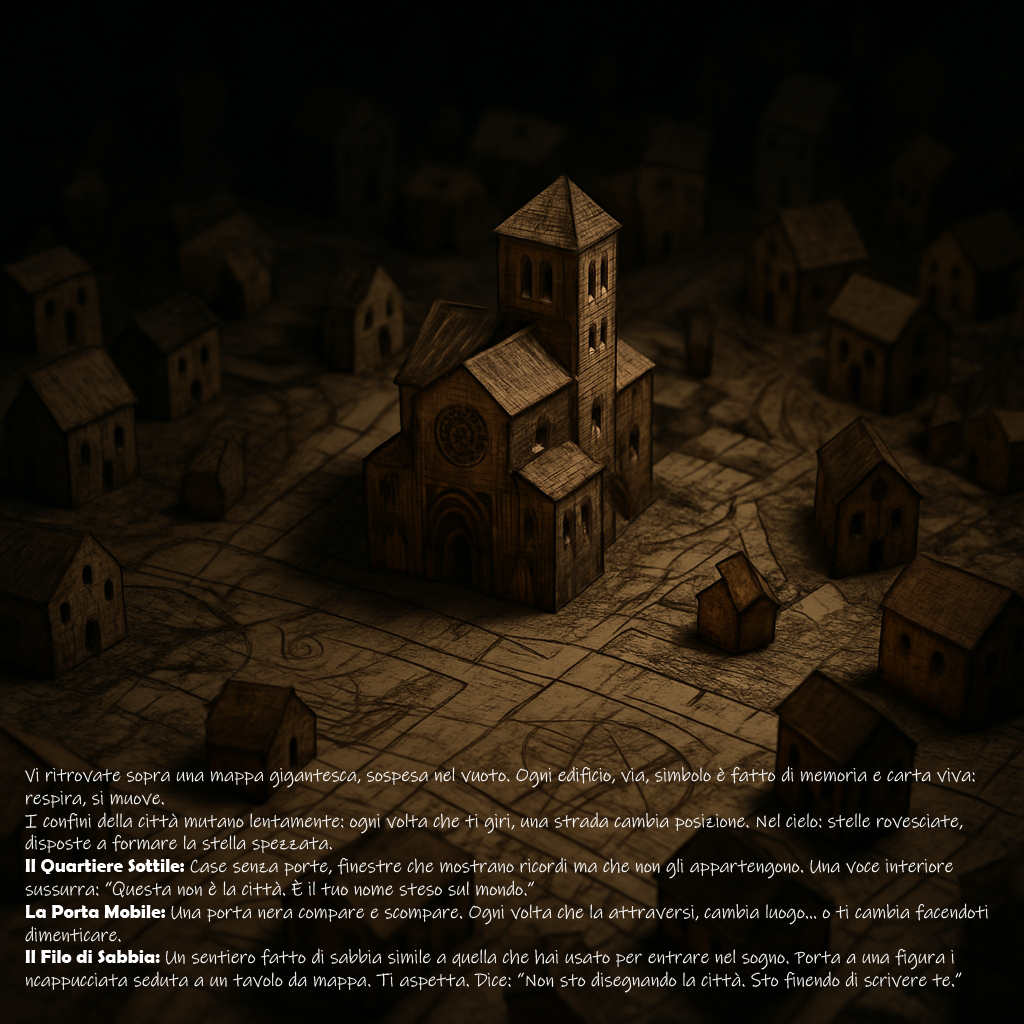 Vi ritrovate sopra una mappa gigantesca, sospesa nel vuoto. Ogni edificio, via, simbolo è fatto di memoria e carta viva:
respira, si muove.
I confini della città mutano lentamente: ogni volta che ti giri, una strada cambia posizione. Nel cielo: stelle rovesciate,
disposte a formare la stella spezzata.
Il Quartiere Sottile: Case senza porte, finestre che mostrano ricordi ma che non gli appartengono. Una voce interiore
sussurra: “Questa non è la città. È il tuo nome steso sul mondo.”
La Porta Mobile: Una porta nera compare e scompare. Ogni volta che la attraversi, cambia luogo... o ti cambia facendoti
dimenticare.
Il Filo di Sabbia: Un sentiero fatto di sabbia simile a quella che hai usato per entrare nel sogno. Porta a una figura i
ncappucciata seduta a un tavolo da mappa. Ti aspetta. Dice: “Non sto disegnando la città. Sto finendo di scrivere te.”